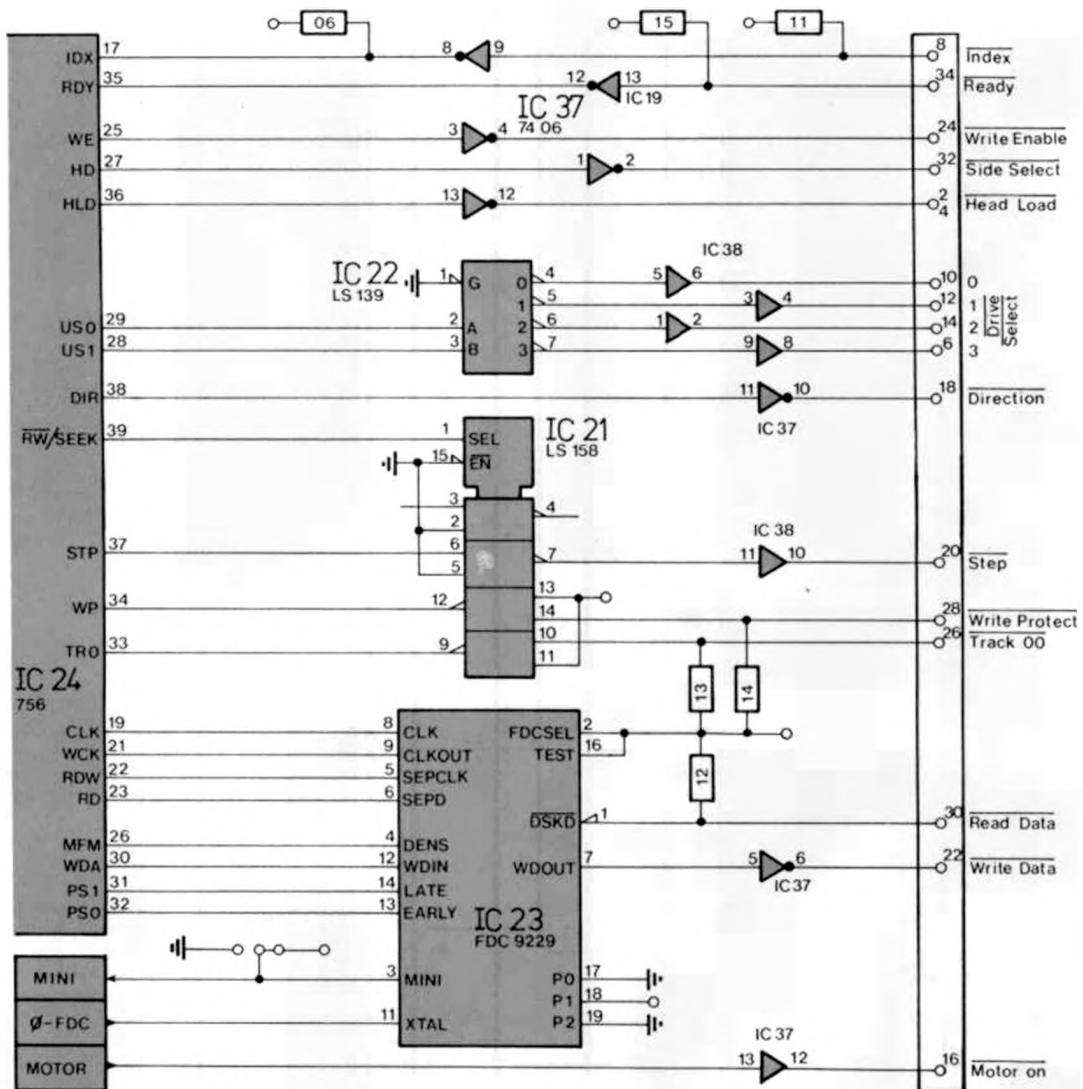 06
15
11
IDX 17 8 9 8 Index
RDY 35 12 13 IC19 34 Ready
IC 37
74 06
WE 25 3 4 24 Write Enable
HD 27 1 2 32 Side Select
HLD 36 13 12 2 4 Head Load
IC38
IC 22
LS 139
1 G 0 4 5 6 10 0
1 5 3 4 12 1
US0 29 2 A 2 6 1 2 14 2
US1 28 3 B 3 7 9 8 6 3
Drive
Select
DIR 38 11 10 18 Direction
IC37
RW/SEEK 39 1 SEL
IC 21
LS 158
15 EN
3 4
2
IC 38
STP 37 6 7 11 10 20 Step
5
13
WP 34 12 14 28 Write Protect
10 26 Track 00
TR0 33 9 11
IC 24
756
13 14
CLK 19 8 CLK FDCSEL 2
WCK 21 9 CLKOUT TEST 16
RDW 22 5 SEPCLK
RD 23 6 SEPD
12
DSKD 1 30 Read Data
MFM 26 4 DENS
WDA 30 12 WDIN WDOUT 7 5 6 22 Write Data
IC37
PS1 31 14 LATE
PS0 32 13 EARLY
IC 23
FDC 9229
MINI 3 MINI P0 17
P1 18
Ø-FDC 11 XTAL P2 19
IC37
MOTOR 13 12 16 Motor on